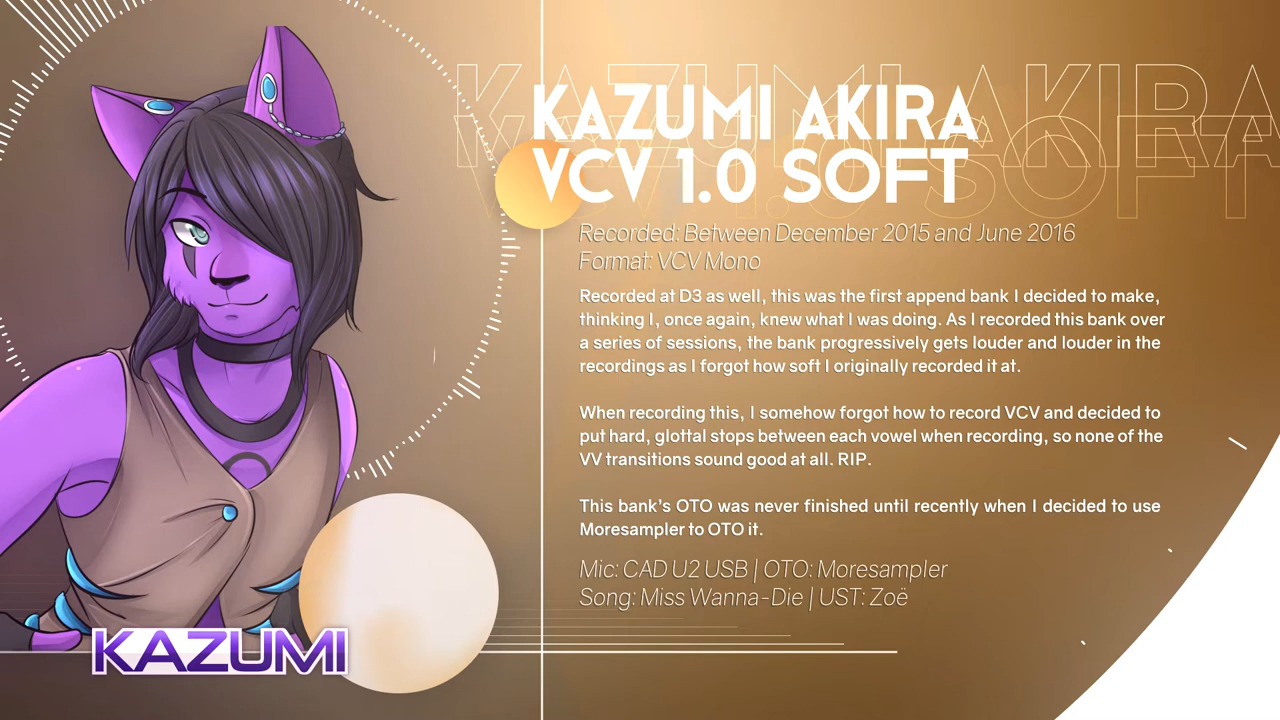 KAZUMI AKIRA
KAZUMI AKIRA
VCV 1.0 SOFT
VCV 1.0 SOFT
Recorded: Between December 2015 and June 2016
Format: VCV Mono
Recorded at D3 as well, this was the first append bank I decided to make,
thinking I, once again, knew what I was doing. As I recorded this bank over
a series of sessions, the bank progressively gets louder and louder in the
recordings as I forgot how soft I originally recorded it at.
When recording this, I somehow forgot how to record VCV and decided to
put hard, glottal stops between each vowel when recording, so none of the
VV transitions sound good at all. RIP.
This bank's OTO was never finished until recently when I decided to use
Moresampler to OTO it.
Mic: CAD U2 USB | OTO: Moresampler
Song: Miss Wanna-Die | UST: Zoë
KAZUMI